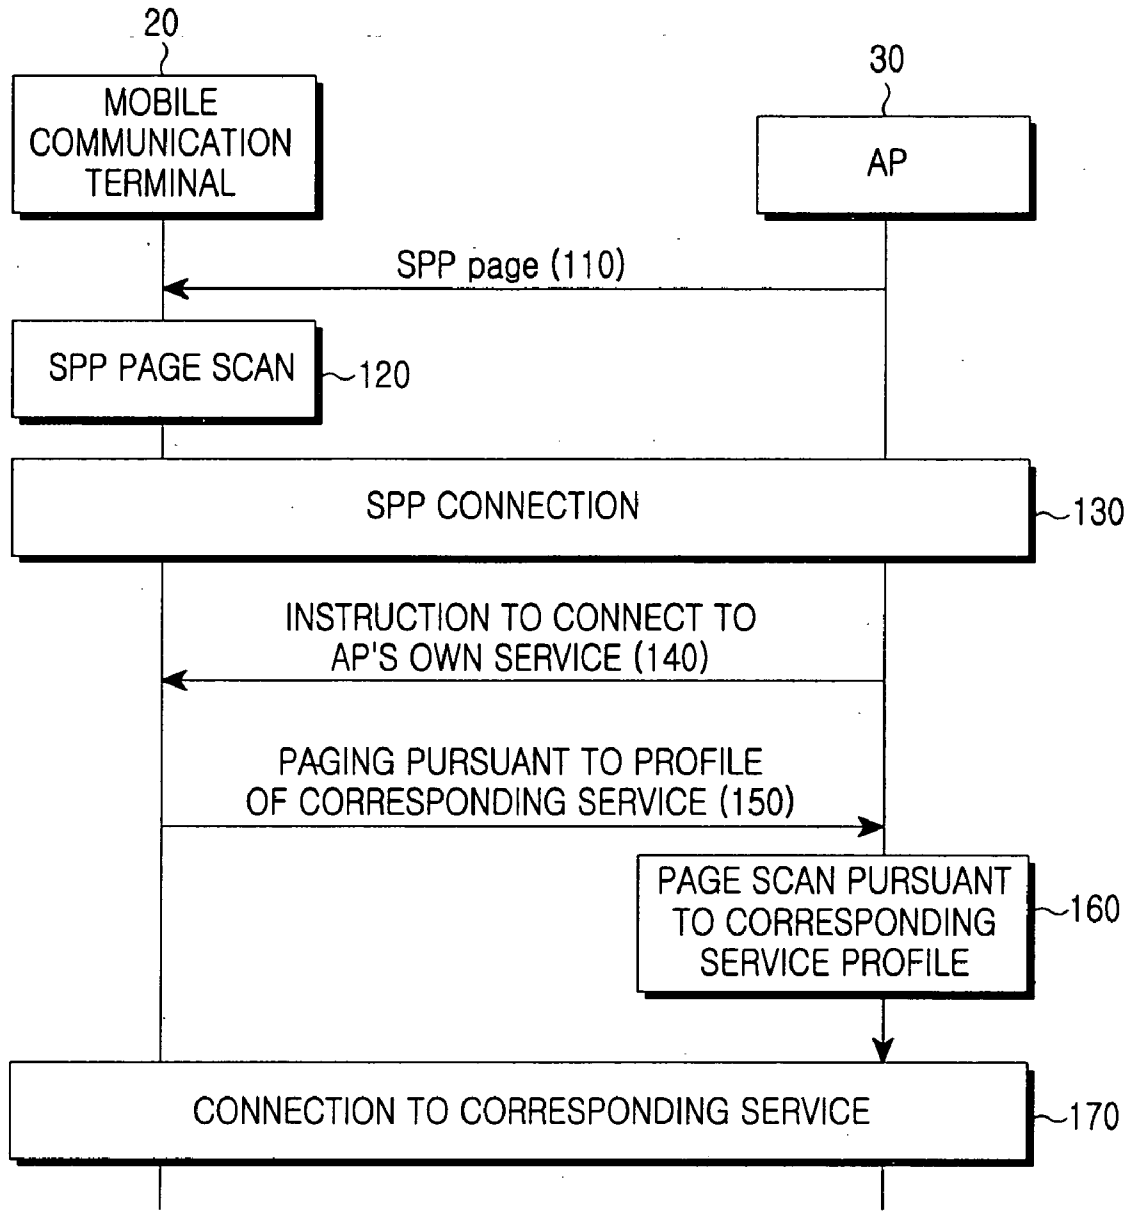 20
MOBILE
COMMUNICATION
TERMINAL
30
AP
SPP page (110)
SPP PAGE SCAN
120
SPP CONNECTION
130
INSTRUCTION TO CONNECT TO
AP'S OWN SERVICE (140)
PAGING PURSUANT TO PROFILE
OF CORRESPONDING SERVICE (150)
PAGE SCAN PURSUANT
TO CORRESPONDING
SERVICE PROFILE
160
CONNECTION TO CORRESPONDING SERVICE
170